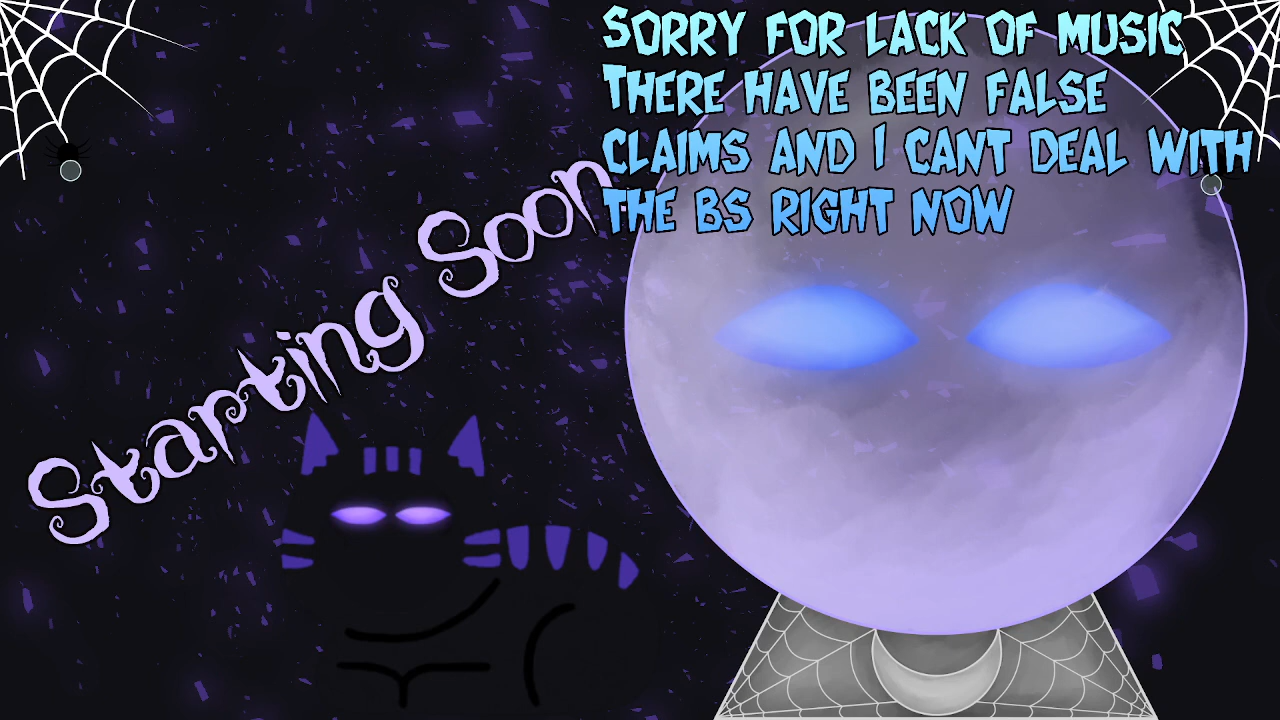 Sorry for lack of music
There have been false
claims and I cant deal with
the BS right now
Starting Soon